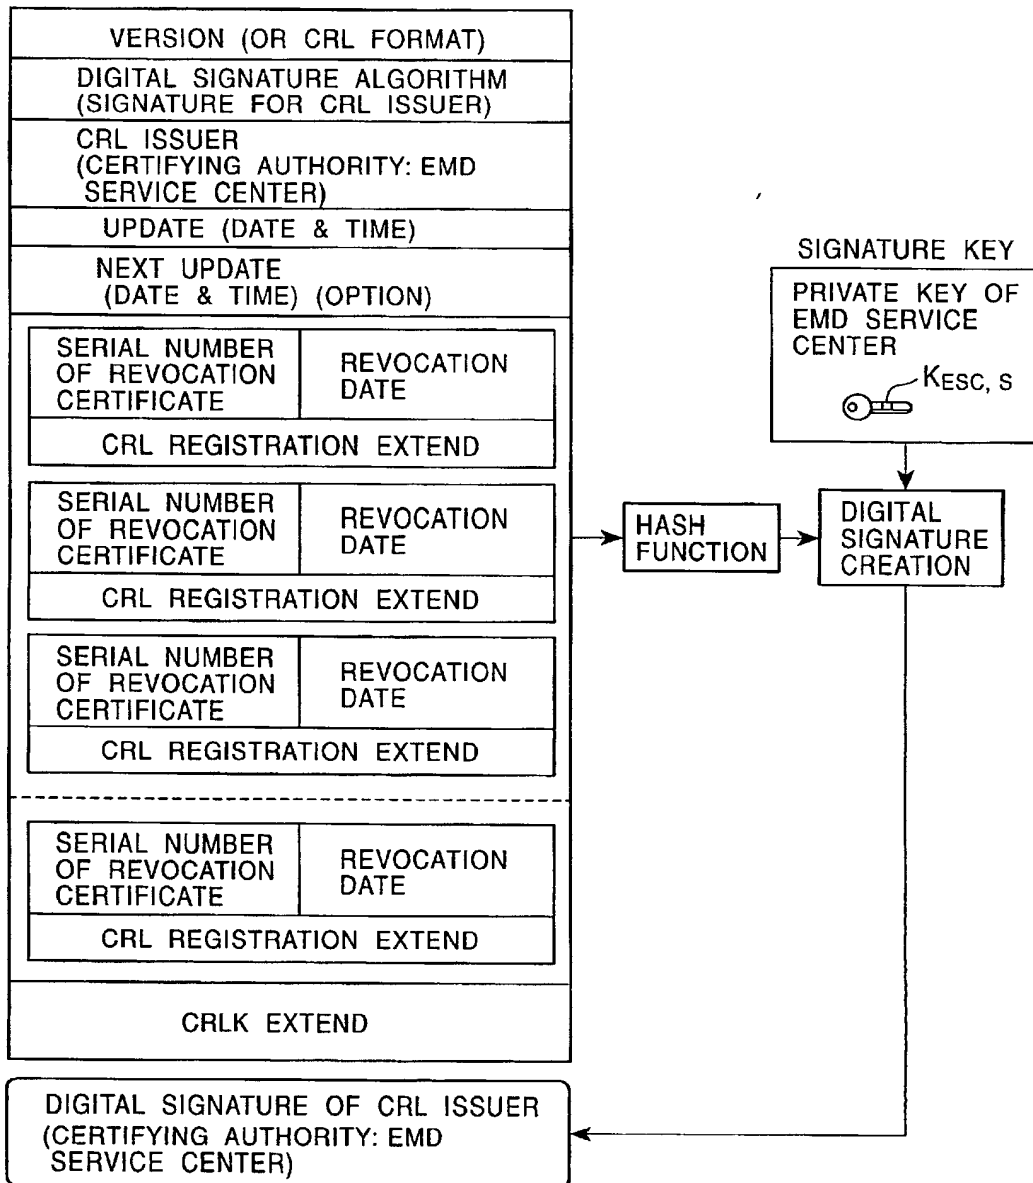 VERSION (OR CRL FORMAT)
DIGITAL SIGNATURE ALGORITHM
(SIGNATURE FOR CRL ISSUER)
CRL ISSUER
(CERTIFYING AUTHORITY: EMD
SERVICE CENTER)
UPDATE (DATE & TIME)
NEXT UPDATE
(DATE & TIME) (OPTION)
SERIAL NUMBER
OF REVOCATION
CERTIFICATE
REVOCATION
DATE
CRL REGISTRATION EXTEND
SERIAL NUMBER
OF REVOCATION
CERTIFICATE
REVOCATION
DATE
CRL REGISTRATION EXTEND
SERIAL NUMBER
OF REVOCATION
CERTIFICATE
REVOCATION
DATE
CRL REGISTRATION EXTEND
SERIAL NUMBER
OF REVOCATION
CERTIFICATE
REVOCATION
DATE
CRL REGISTRATION EXTEND
CRLK EXTEND
SIGNATURE KEY
PRIVATE KEY OF
EMD SERVICE
CENTER
KESC, S
HASH
FUNCTION
DIGITAL
SIGNATURE
CREATION
DIGITAL SIGNATURE OF CRL ISSUER
(CERTIFYING AUTHORITY: EMD
SERVICE CENTER)